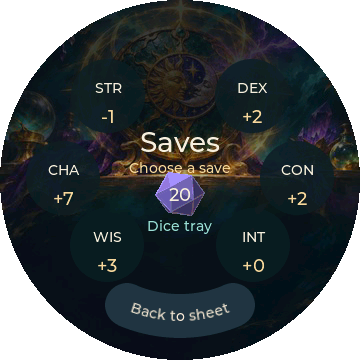 STR
-1
DEX
+2
Saves
Choose a save
CHA
+7
CON
+2
20
Dice tray
WIS
+3
INT
+0
Back to sheet